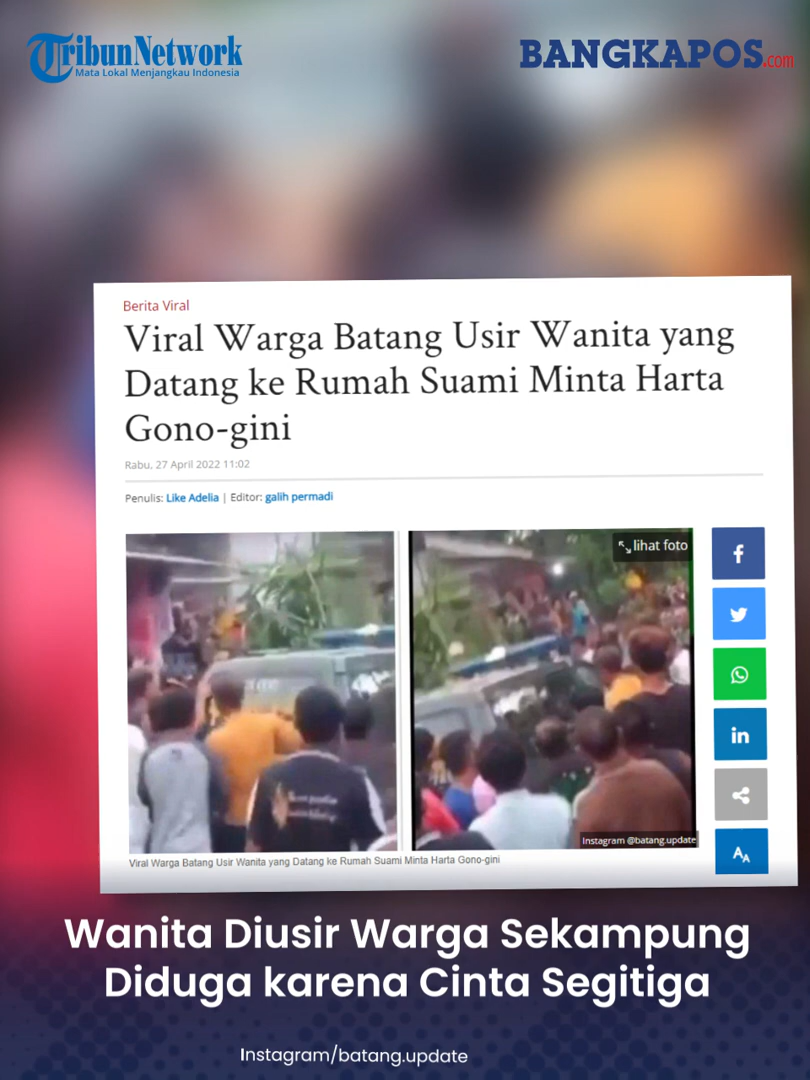 TribunNetwork
Mata Lokal Menjangkau Indonesia
BANGKAPOS.com
Berita Viral
Viral Warga Batang Usir Wanita yang
Datang ke Rumah Suami Minta Harta
Gono-gini
Rabu, 27 April 2022 11:02
Penulis: Like Adelia | Editor: galih permadi
lihat foto
Instagram @batang.update
Viral Warga Batang Usir Wanita yang Datang ke Rumah Suami Minta Harta Gono-gini
Wanita Diusir Warga Sekampung
Diduga karena Cinta Segitiga
Instagram/batang.update